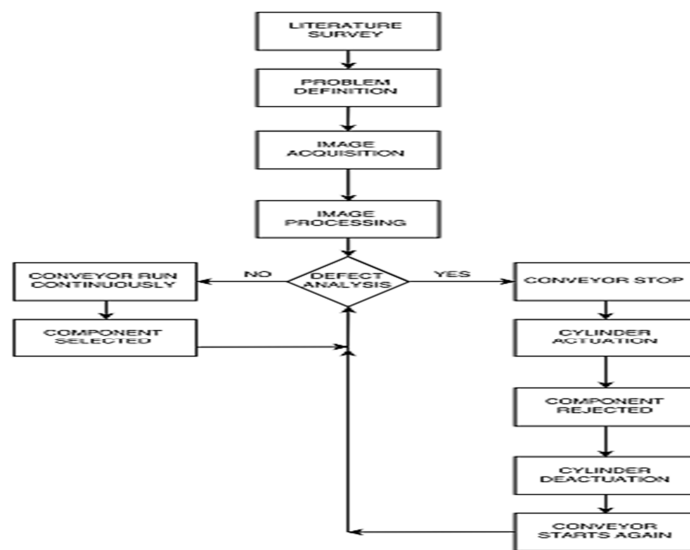 LITERATURE
SURVEY
PROBLEM
DEFINITION
IMAGE
ACQUISITION
IMAGE
PROCESSING
DEFECT
ANALYSIS
NO
YES
CONVEYOR RUN
CONTINUOUSLY
COMPONENT
SELECTED
CONVEYOR STOP
CYLINDER
ACTUATION
COMPONENT
REJECTED
CYLINDER
DEACTUATION
CONVEYOR
STARTS AGAIN